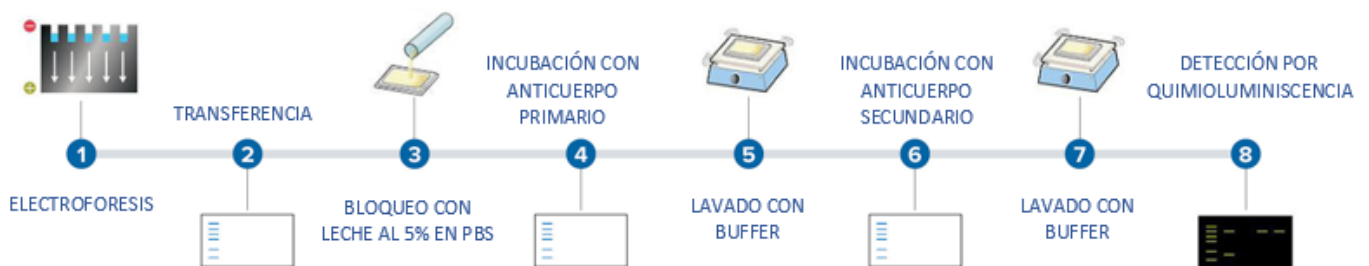 1
ELECTROFORESIS
TRANSFERENCIA
2
3
BLOQUEO CON
LECHE AL 5% EN PBS
INCUBACIÓN CON
ANTICUERPO
PRIMARIO
4
5
LAVADO CON
BUFFER
INCUBACIÓN CON
ANTICUERPO
SECUNDARIO
6
7
LAVADO CON
BUFFER
DETECCIÓN POR
QUIMIOLUMINISCENCIA
8